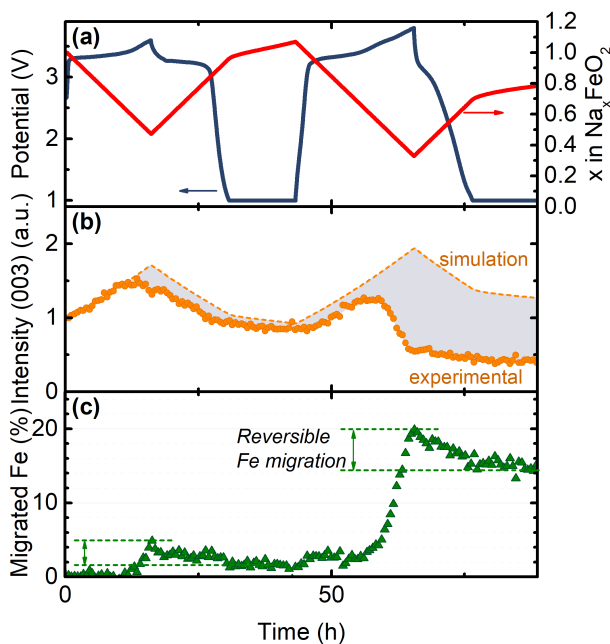 (a)
Potential (V)
3
2
1
1.2
1.0
0.8
0.6
0.4
0.2
0.0
x in NaxFeO2
(b)
Intensity (003) (a.u.)
2
1
0
simulation
experimental
(c)
Migrated Fe (%)
20
10
0
Reversible
Fe migration
0
50
Time (h)